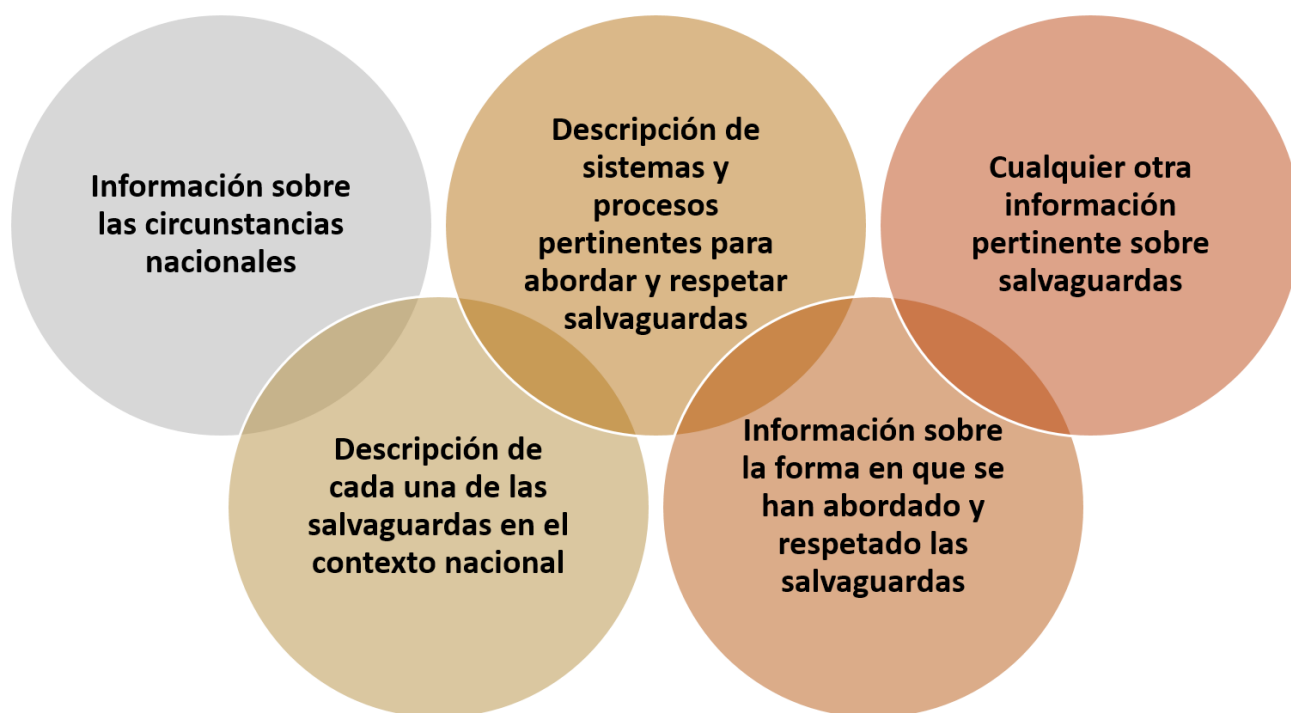 Información sobre
las circunstancias
nacionales
Descripción de
cada una de las
salvaguardas en el
contexto nacional
Descripción de
sistemas y
procesos
pertinentes para
abordar y respetar
salvaguardas
Información sobre
la forma en que se
han abordado y
respetado las
salvaguardas
Cualquier otra
información
pertinente sobre
salvaguardas